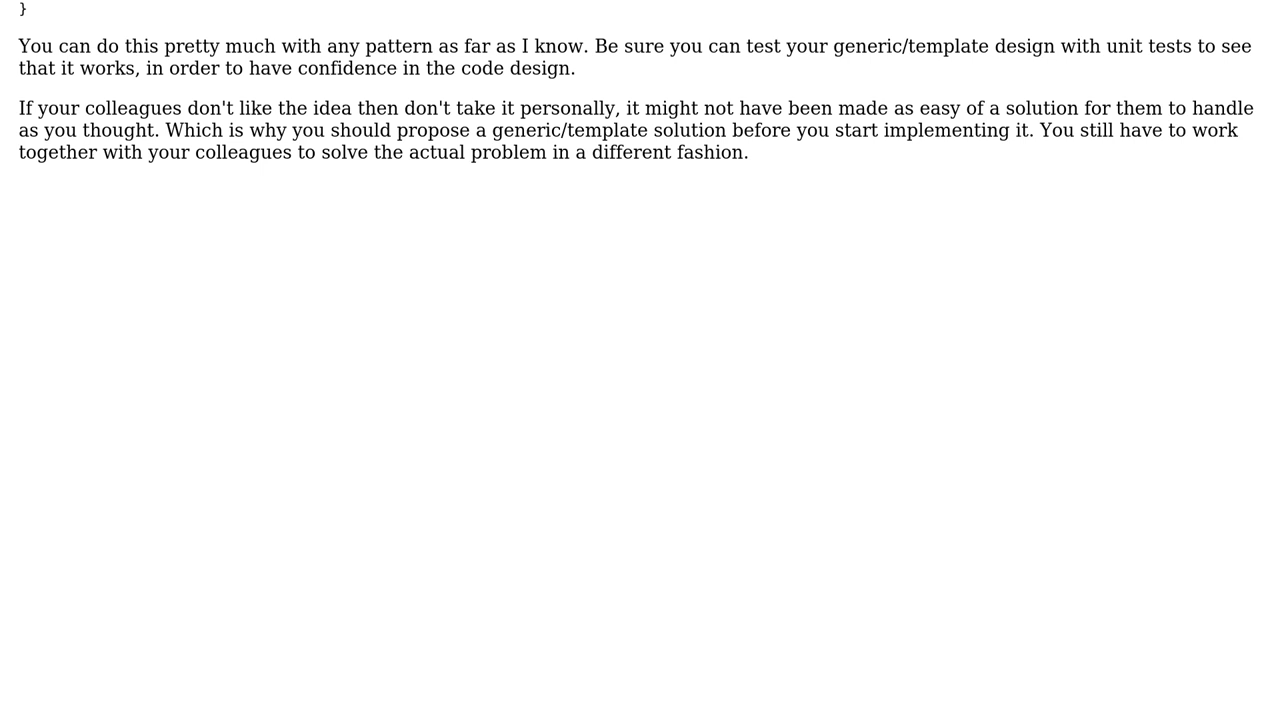 }
You can do this pretty much with any pattern as far as I know. Be sure you can test your generic/template design with unit tests to see
that it works, in order to have confidence in the code design.
If your colleagues don't like the idea then don't take it personally, it might not have been made as easy of a solution for them to handle
as you thought. Which is why you should propose a generic/template solution before you start implementing it. You still have to work
together with your colleagues to solve the actual problem in a different fashion.